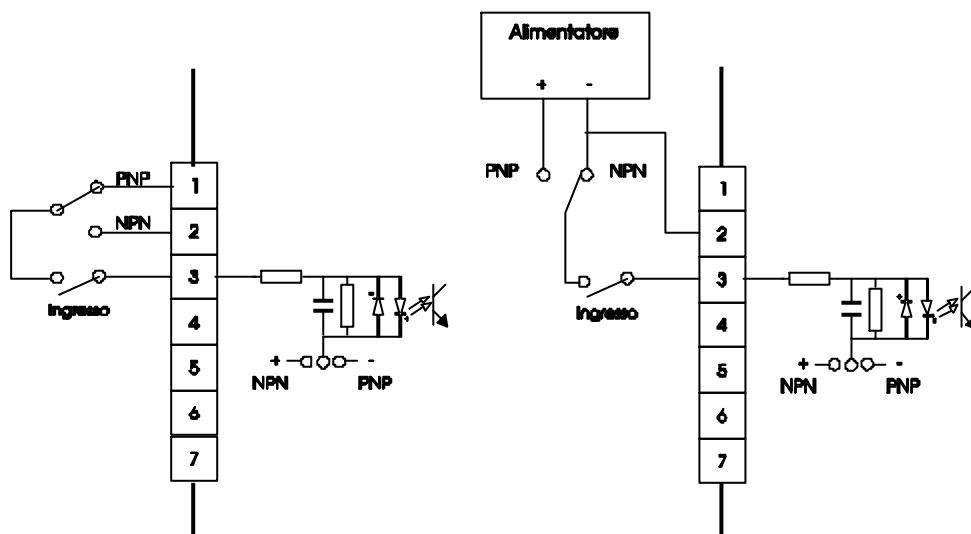 PNP
NPN
Ingresso
1
2
3
4
5
6
7
+
-
NPN
PNP
Alimentatore
+
-
PNP
NPN
Ingresso
1
2
3
4
5
6
7
+
-
NPN
PNP